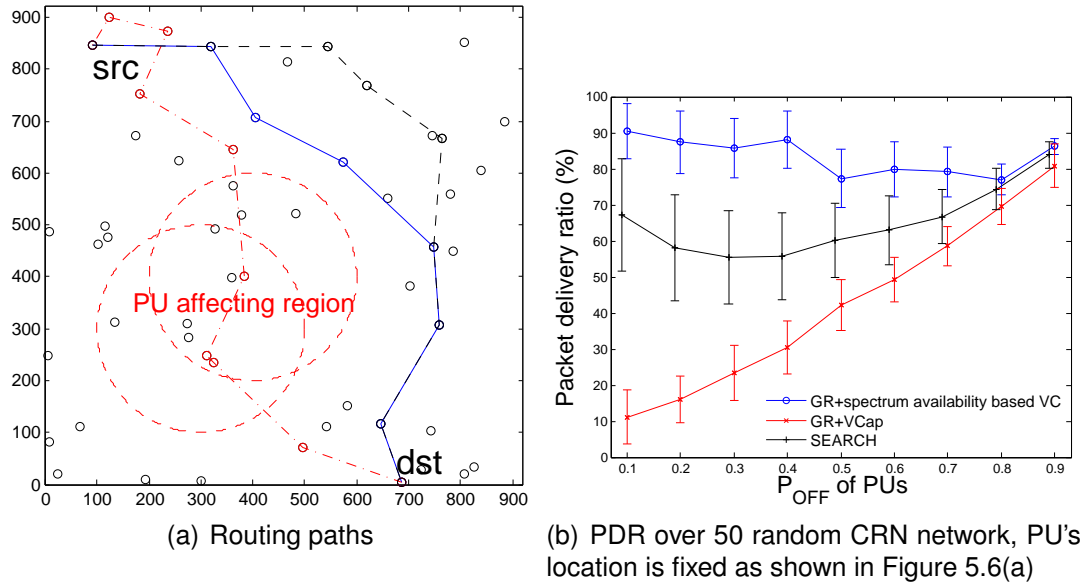 900
800
700
600
500
400
300
200
100
0
0 100 200 300 400 500 600 700 800 900
src
PU affecting region
dst
(a) Routing paths
Packet delivery ratio (%)
100
90
80
70
60
50
40
30
20
10
0
GR+spectrum availability based VC
GR+VCap
SEARCH
0.1 0.2 0.3 0.4 0.5 0.6 0.7 0.8 0.9
P_OFF of PUs
(b) PDR over 50 random CRN network, PU's
location is fixed as shown in Figure 5.6(a)